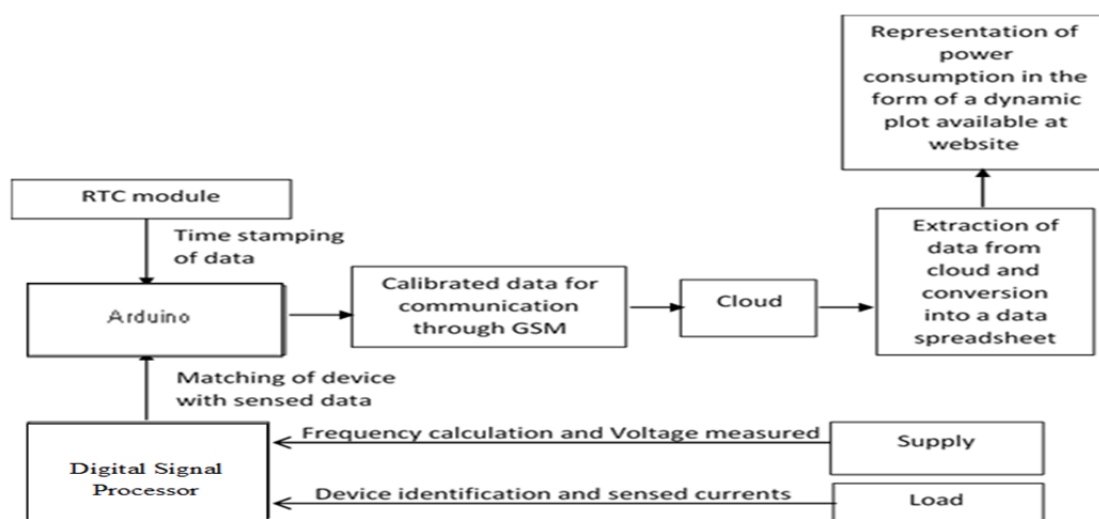 Representation of
power
consumption in the
form of a dynamic
plot available at
website
RTC module
Time stamping
of data
Extraction of
data from
cloud and
conversion
into a data
spreadsheet
Arduino
Calibrated data for
communication
through GSM
Cloud
Matching of device
with sensed data
Digital Signal
Processor
Frequency calculation and Voltage measured
Supply
Device identification and sensed currents
Load